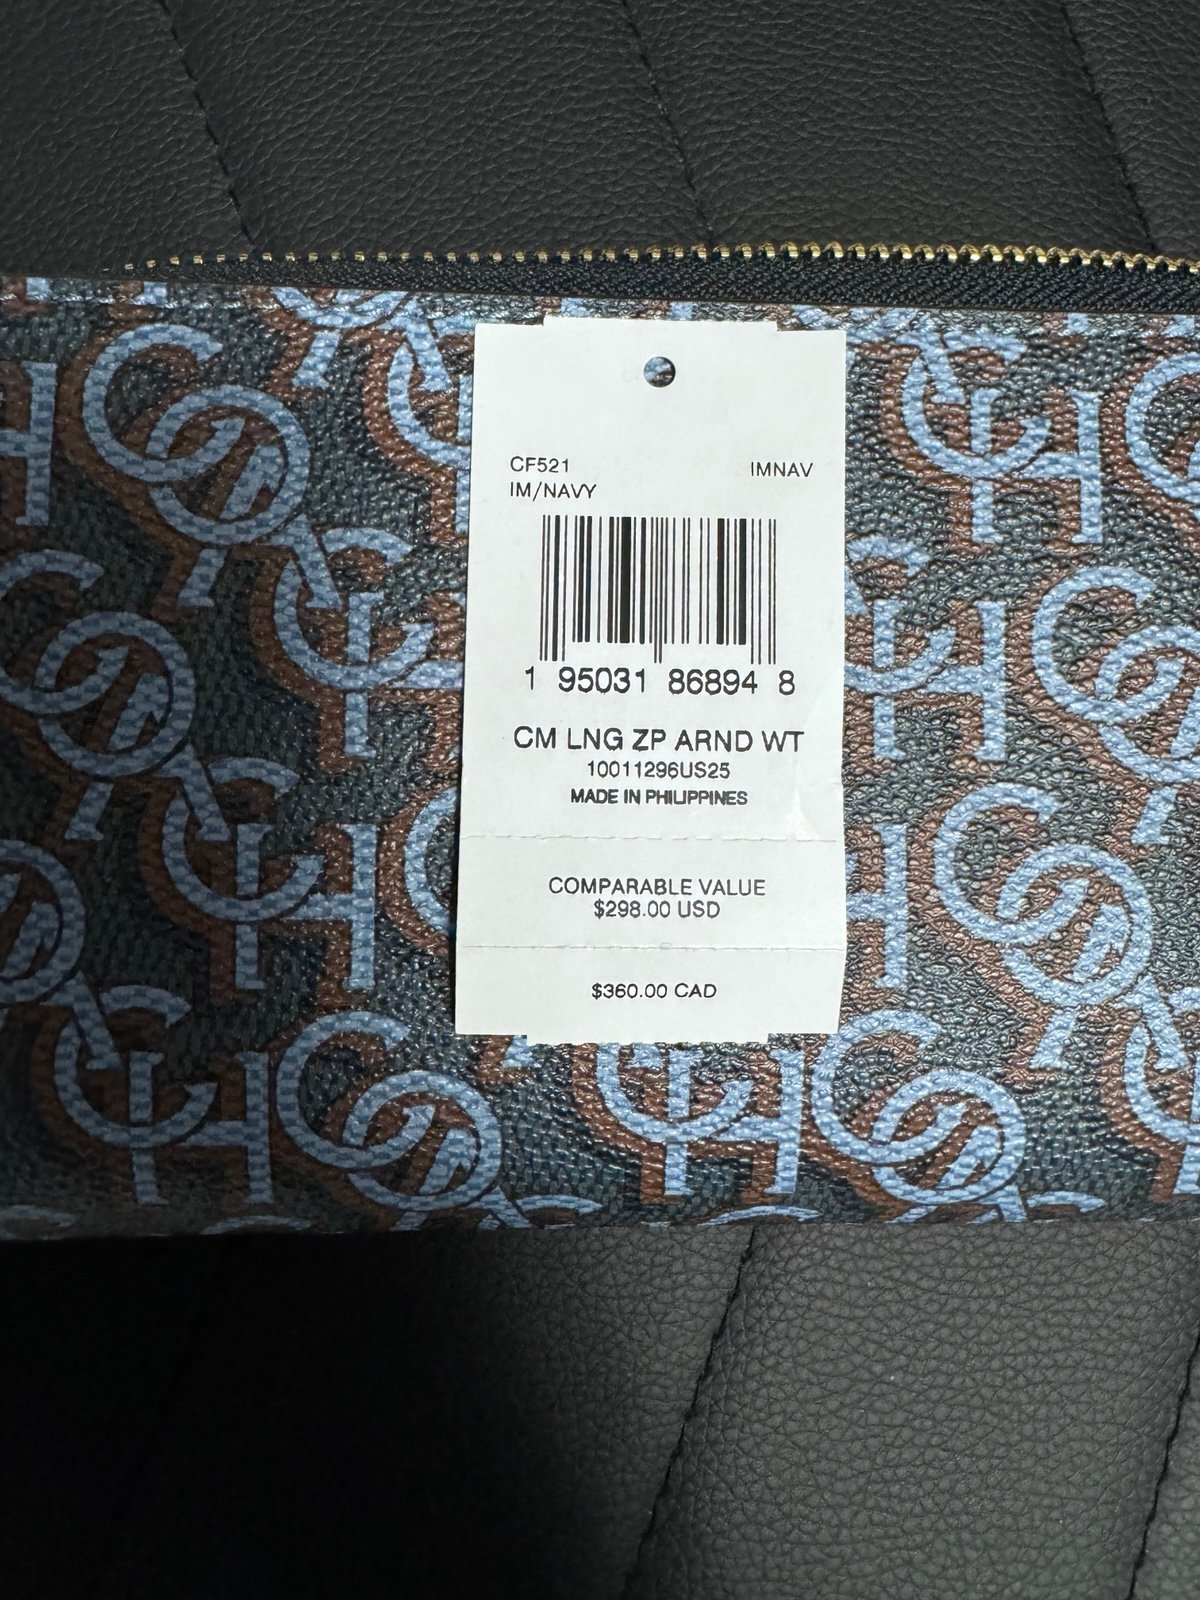 CF521 IMNAV
IM/NAVY
1 95031 86894 8
CM LNG ZP ARND WT
10011296US25
MADE IN PHILIPPINES
COMPARABLE VALUE
$298.00 USD
$360.00 CAD